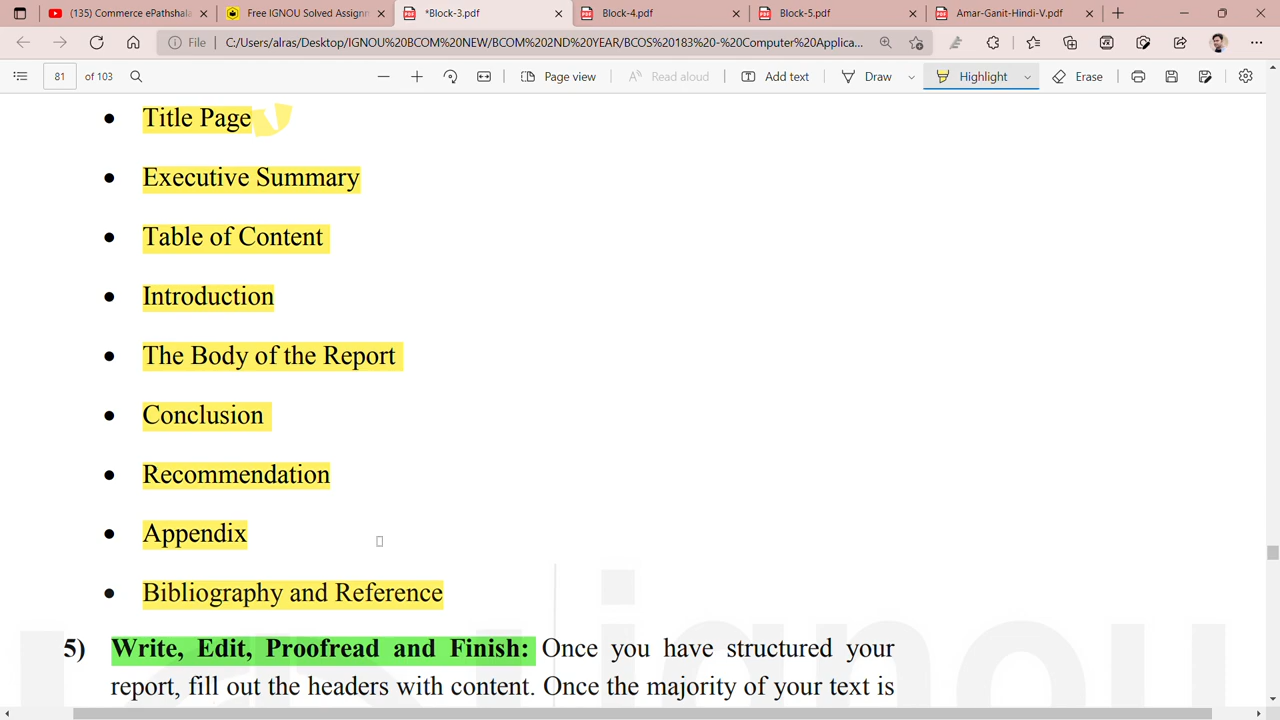 (135) Commerce ePathshala
Free IGNOU Solved Assignm
*Block-3.pdf
Block-4.pdf
Block-5.pdf
Amar-Ganit-Hindi-V.pdf
File
C:/Users/alras/Desktop/IGNOU%20BCOM%20NEW/BCOM%202ND%20YEAR/BCOS%20183%20-%20Computer%20Applica...
81 of 103
Page view
Read aloud
Add text
Draw
Highlight
Erase
• Title Page
• Executive Summary
• Table of Content
• Introduction
• The Body of the Report
• Conclusion
• Recommendation
• Appendix
• Bibliography and Reference
5) Write, Edit, Proofread and Finish: Once you have structured your
report, fill out the headers with content. Once the majority of your text is
ignou